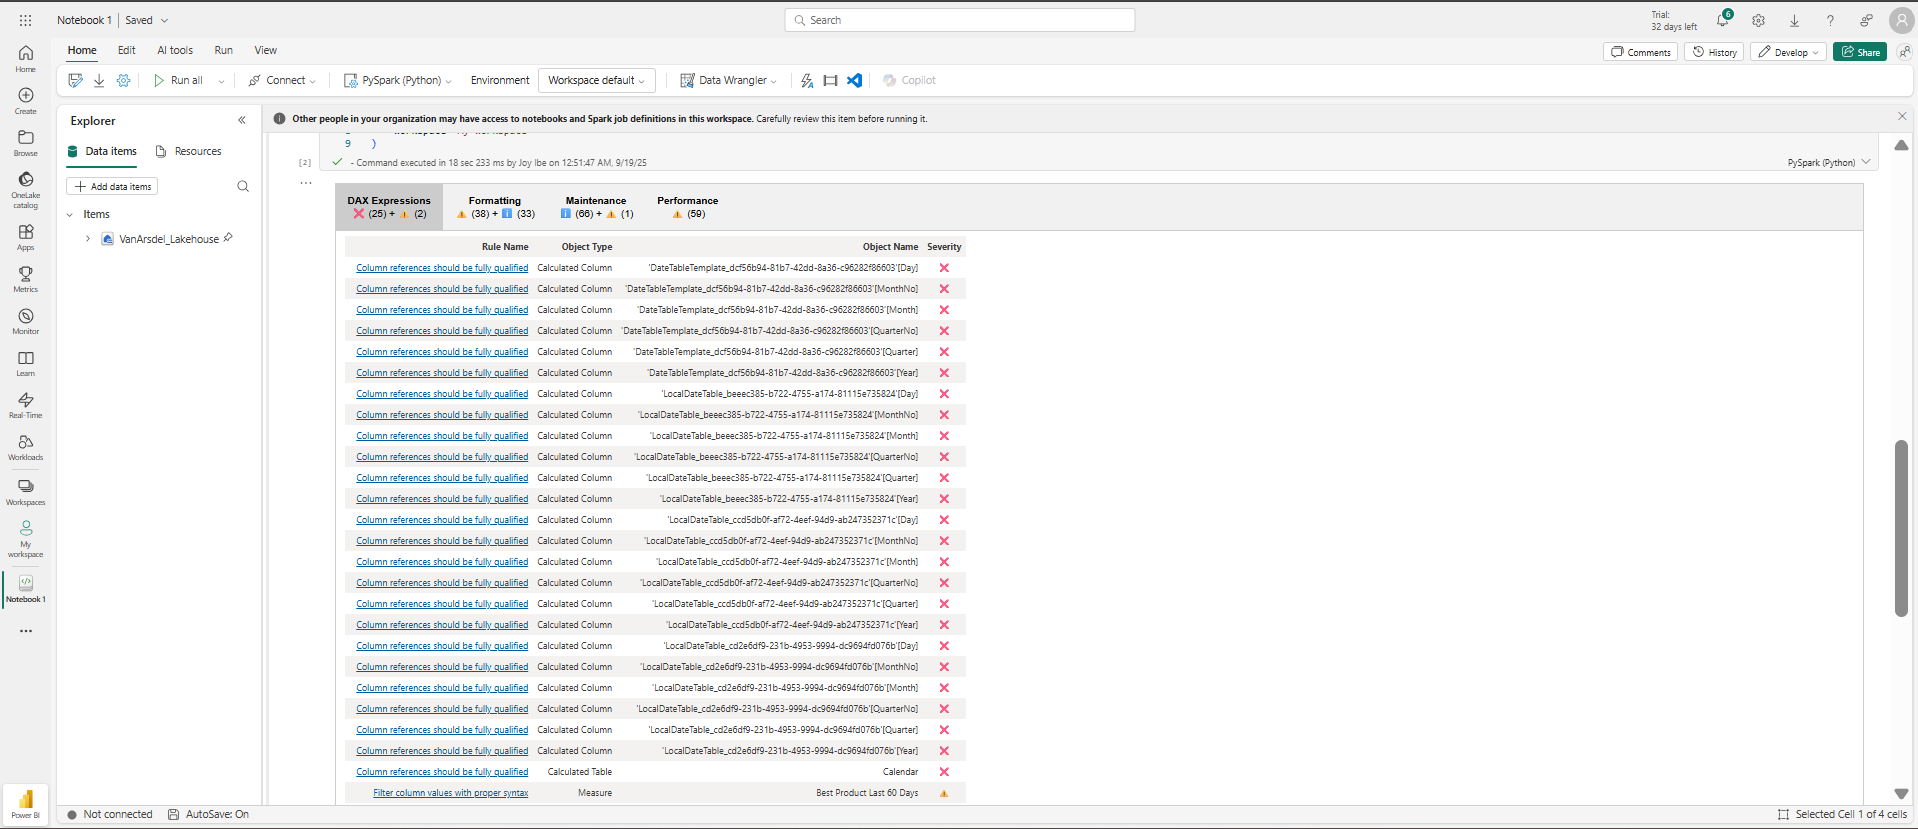 Notebook 1 | Saved
Search
Trial:
32 days left
6
Home
Edit
AI tools
Run
View
Comments
History
Develop
Share
Run all
Connect
PySpark (Python)
Environment
Workspace default
Data Wrangler
Copilot
Home
Create
Browse
OneLake
catalog
Apps
Metrics
Monitor
Learn
Real-Time
Workloads
Workspaces
My
workspace
Notebook 1
Power BI
Explorer
Data items
Resources
Add data items
Items
VanArsdel_Lakehouse
Other people in your organization may have access to notebooks and Spark job definitions in this workspace. Carefully review this item before running it.
9 )
[2] - Command executed in 18 sec 233 ms by Joy Ibe on 12:51:47 AM, 9/19/25
PySpark (Python)
DAX Expressions
(25) + (2)
Formatting
(38) + (33)
Maintenance
(66) + (1)
Performance
(59)
Rule Name Object Type Object Name Severity
Column references should be fully qualified Calculated Column 'DateTableTemplate_dcf56b94-81b7-42dd-8a36-c96282f86603'[Day]
Column references should be fully qualified Calculated Column 'DateTableTemplate_dcf56b94-81b7-42dd-8a36-c96282f86603'[MonthNo]
Column references should be fully qualified Calculated Column 'DateTableTemplate_dcf56b94-81b7-42dd-8a36-c96282f86603'[Month]
Column references should be fully qualified Calculated Column 'DateTableTemplate_dcf56b94-81b7-42dd-8a36-c96282f86603'[QuarterNo]
Column references should be fully qualified Calculated Column 'DateTableTemplate_dcf56b94-81b7-42dd-8a36-c96282f86603'[Quarter]
Column references should be fully qualified Calculated Column 'DateTableTemplate_dcf56b94-81b7-42dd-8a36-c96282f86603'[Year]
Column references should be fully qualified Calculated Column 'LocalDateTable_beeec385-b722-4755-a174-81115e735824'[Day]
Column references should be fully qualified Calculated Column 'LocalDateTable_beeec385-b722-4755-a174-81115e735824'[MonthNo]
Column references should be fully qualified Calculated Column 'LocalDateTable_beeec385-b722-4755-a174-81115e735824'[Month]
Column references should be fully qualified Calculated Column 'LocalDateTable_beeec385-b722-4755-a174-81115e735824'[QuarterNo]
Column references should be fully qualified Calculated Column 'LocalDateTable_beeec385-b722-4755-a174-81115e735824'[Quarter]
Column references should be fully qualified Calculated Column 'LocalDateTable_beeec385-b722-4755-a174-81115e735824'[Year]
Column references should be fully qualified Calculated Column 'LocalDateTable_ccd5db0f-af72-4eef-94d9-ab247352371c'[Day]
Column references should be fully qualified Calculated Column 'LocalDateTable_ccd5db0f-af72-4eef-94d9-ab247352371c'[MonthNo]
Column references should be fully qualified Calculated Column 'LocalDateTable_ccd5db0f-af72-4eef-94d9-ab247352371c'[Month]
Column references should be fully qualified Calculated Column 'LocalDateTable_ccd5db0f-af72-4eef-94d9-ab247352371c'[QuarterNo]
Column references should be fully qualified Calculated Column 'LocalDateTable_ccd5db0f-af72-4eef-94d9-ab247352371c'[Quarter]
Column references should be fully qualified Calculated Column 'LocalDateTable_ccd5db0f-af72-4eef-94d9-ab247352371c'[Year]
Column references should be fully qualified Calculated Column 'LocalDateTable_cd2e6df9-231b-4953-9994-dc9694fd076b'[Day]
Column references should be fully qualified Calculated Column 'LocalDateTable_cd2e6df9-231b-4953-9994-dc9694fd076b'[MonthNo]
Column references should be fully qualified Calculated Column 'LocalDateTable_cd2e6df9-231b-4953-9994-dc9694fd076b'[Month]
Column references should be fully qualified Calculated Column 'LocalDateTable_cd2e6df9-231b-4953-9994-dc9694fd076b'[QuarterNo]
Column references should be fully qualified Calculated Column 'LocalDateTable_cd2e6df9-231b-4953-9994-dc9694fd076b'[Quarter]
Column references should be fully qualified Calculated Column 'LocalDateTable_cd2e6df9-231b-4953-9994-dc9694fd076b'[Year]
Column references should be fully qualified Calculated Table Calendar
Filter column values with proper syntax Measure Best Product Last 60 Days
Not connected
AutoSave: On
Selected Cell 1 of 4 cells